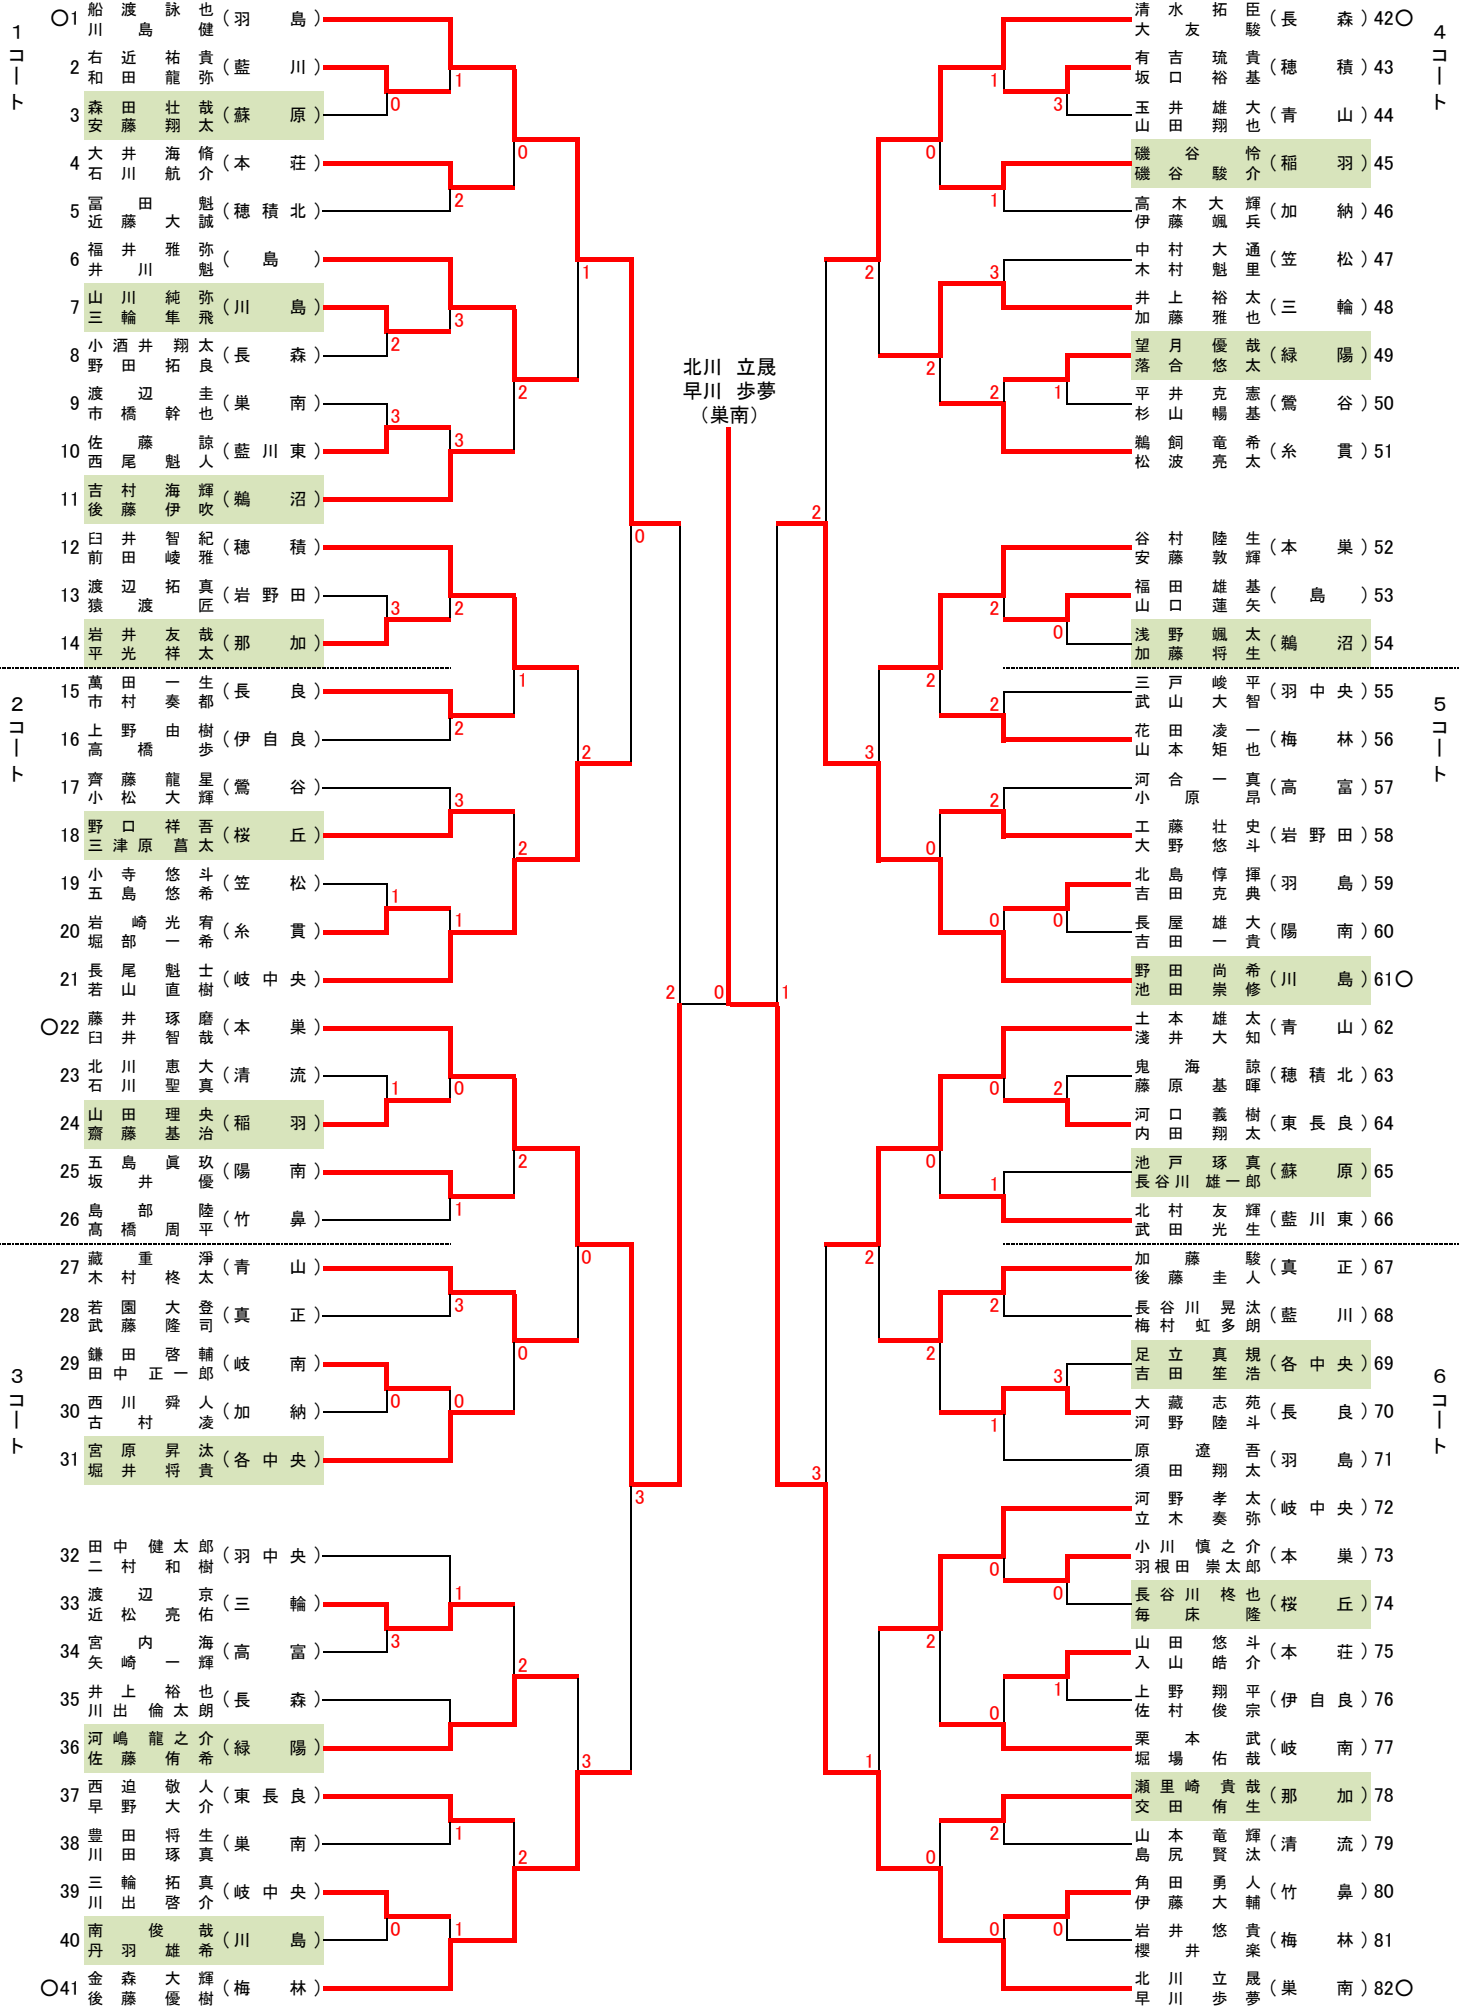 1コート
○1 船渡詠也 川島健 (羽島)
2 右近祐貴 和田龍弥 (藍川)
3 森田壮哉 安藤翔太 (蘇原)
4 大井海脩 石川航介 (本荘)
5 冨田魁 近藤大誠 (穂積北)
6 福井雅弥 井川魁 (島)
7 山川純弥 三輪隼飛 (川島)
8 小酒井翔太 野田拓良 (長森)
9 渡辺圭 市橋幹也 (巣南)
10 佐藤諒 西尾魁人 (藍川東)
11 吉村海輝 後藤伊吹 (鵜沼)
12 臼井智紀 前田崚雅 (穂積)
13 渡辺拓真 猿渡匠 (岩野田)
14 岩井友哉 平光祥太 (那加)
2コート
15 萬田一生 市村奏都 (長良)
16 上野由樹 高橋歩 (伊自良)
17 齊藤龍星 小松大輝 (鶯谷)
18 野口祥吾 三津原菖太 (桜丘)
19 小寺悠斗 五島悠希 (笠松)
20 岩崎光宥 堀部一希 (糸貫)
21 長尾魁士 若山直樹 (岐中央)
○22 藤井琢磨 臼井智哉 (本巣)
23 北川恵大 石川聖真 (清流)
24 山田理央 齋藤基治 (稲羽)
25 五島眞玖 坂井優 (陽南)
26 島部陸 髙橋周平 (竹鼻)
3コート
27 藏重淨 木村柊太 (青山)
28 若園大登 武藤隆司 (真正)
29 鎌田啓輔 田中正一郎 (岐南)
30 西川舜人 古村凌 (加納)
31 宮原昇汰 堀井将貴 (各中央)
32 田中健太郎 二村和樹 (羽中央)
33 渡辺京 近松亮佑 (三輪)
34 宮内海 矢崎一輝 (高富)
35 井上裕也 川出倫太朗 (長森)
36 河嶋龍之介 佐藤侑希 (緑陽)
37 西迫敬人 早野大介 (東長良)
38 豊田将生 川田琢真 (巣南)
39 三輪拓真 川出啓介 (岐中央)
40 南俊哉 丹羽雄希 (川島)
○41 金森大輝 後藤優樹 (梅林)
北川 立晟
早川 歩夢
(巣南)
4コート
清水拓臣 大友駿 (長森) 42○
有吉琉貴 坂口裕基 (穂積) 43
玉井雄大 山田翔也 (青山) 44
磯谷怜 磯谷駿介 (稲羽) 45
高木大輝 伊藤颯兵 (加納) 46
中村大通 木村魁里 (笠松) 47
井上裕太 加藤雅也 (三輪) 48
望月優哉 落合悠太 (緑陽) 49
平井克憲 杉山暢基 (鶯谷) 50
鵜飼竜希 松波亮太 (糸貫) 51
谷村陸生 安藤敦輝 (本巣) 52
福田雄基 山口蓮矢 (島) 53
浅野颯太 加藤将生 (鵜沼) 54
5コート
三戸峻平 武山大智 (羽中央) 55
花田凌一 山本矩也 (梅林) 56
河合一真 小原昂 (高富) 57
工藤壮史 大野悠斗 (岩野田) 58
北島惇揮 吉田克典 (羽島) 59
長屋雄大 吉田一貴 (陽南) 60
野田尚希 池田崇修 (川島) 61○
土本雄太 淺井大知 (青山) 62
鬼海諒 藤原基暉 (穂積北) 63
河口義樹 内田翔太 (東長良) 64
池戸琢真 長谷川雄一郎 (蘇原) 65
北村友輝 武田光生 (藍川東) 66
6コート
加藤駿 後藤圭人 (真正) 67
長谷川晃汰 梅村虹多朗 (藍川) 68
足立真規 吉田笙浩 (各中央) 69
大藏志苑 河野陸斗 (長良) 70
原遼吾 須田翔太 (羽島) 71
河野孝太 立木奏弥 (岐中央) 72
小川慎之介 羽根田崇太郎 (本巣) 73
長谷川柊也 毎床隆 (桜丘) 74
山田悠斗 入山皓介 (本荘) 75
上野翔平 佐村俊宗 (伊自良) 76
栗本武 堀場佑哉 (岐南) 77
瀬里崎貴哉 交田侑生 (那加) 78
山本竜輝 島尻賢汰 (清流) 79
角田勇人 伊藤大輔 (竹鼻) 80
岩井悠貴 櫻井楽 (梅林) 81
北川立晟 早川歩夢 (巣南) 82○